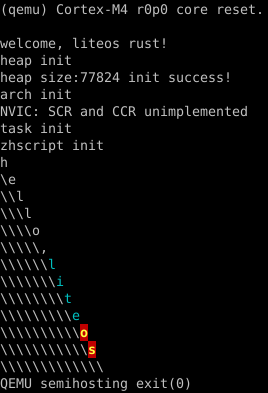 (qemu) Cortex-M4 r0p0 core reset.

welcome, liteos rust!
heap init
heap size:77824 init success!
arch init
NVIC: SCR and CCR unimplemented
task init
zhscript init
h
\e
\\l
\\\l
\\\\o
\\\\\,
\\\\\\l
\\\\\\\i
\\\\\\\\t
\\\\\\\\\e
\\\\\\\\\\o
\\\\\\\\\\\s
\\\\\\\\\\\\\
QEMU semihosting exit(0)